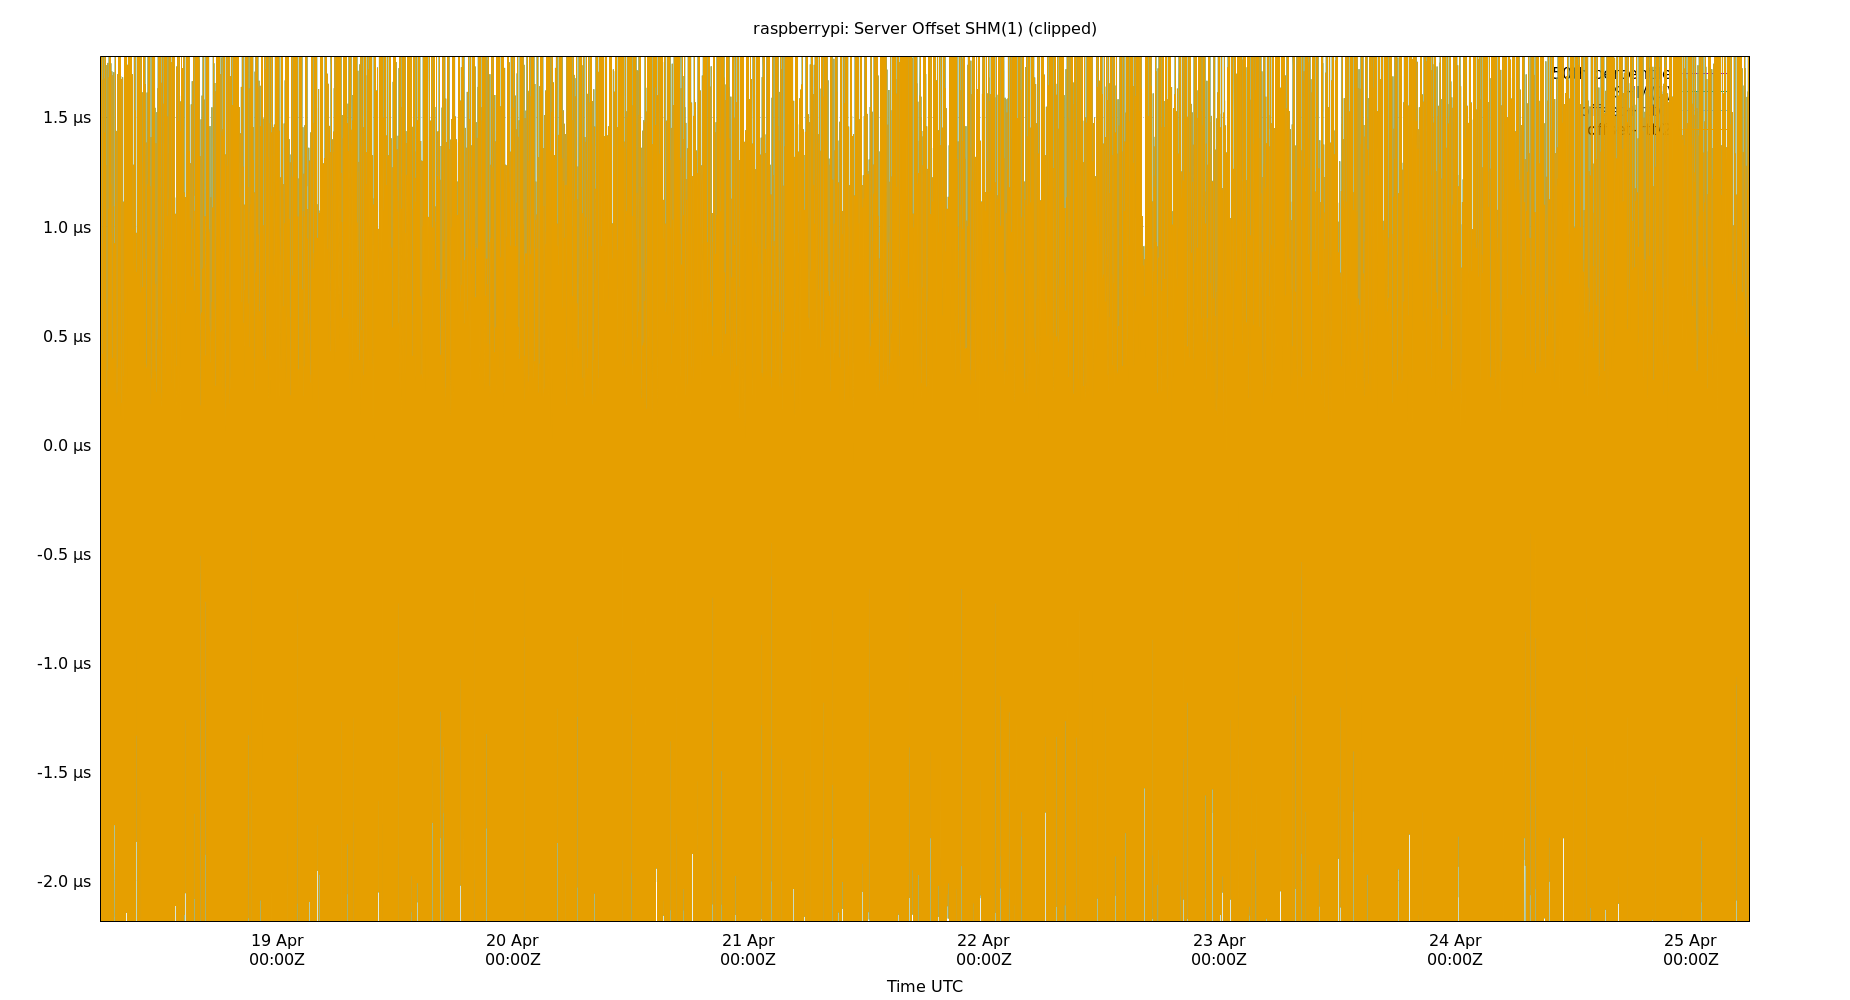 raspberrypi: Server Offset SHM(1) (clipped)
1.5 µs
1.0 µs
0.5 µs
0.0 µs
-0.5 µs
-1.0 µs
-1.5 µs
-2.0 µs
19 Apr 20 Apr 21 Apr 22 Apr 23 Apr 24 Apr 25 Apr
00:00Z 00:00Z 00:00Z 00:00Z 00:00Z 00:00Z 00:00Z
Time UTC